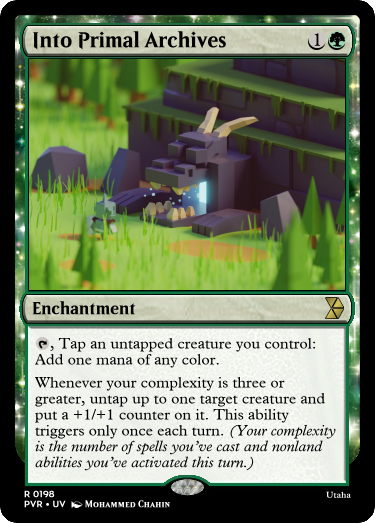 Into Primal Archives 1
Enchantment
, Tap an untapped creature you control:
Add one mana of any color.
Whenever your complexity is three or
greater, untap up to one target creature and
put a +1/+1 counter on it. This ability
triggers only once each turn. (Your complexity
is the number of spells you’ve cast and nonland
abilities you’ve activated this turn.)
R 0198
PVR • UV Mohammed Chahin
Utaha